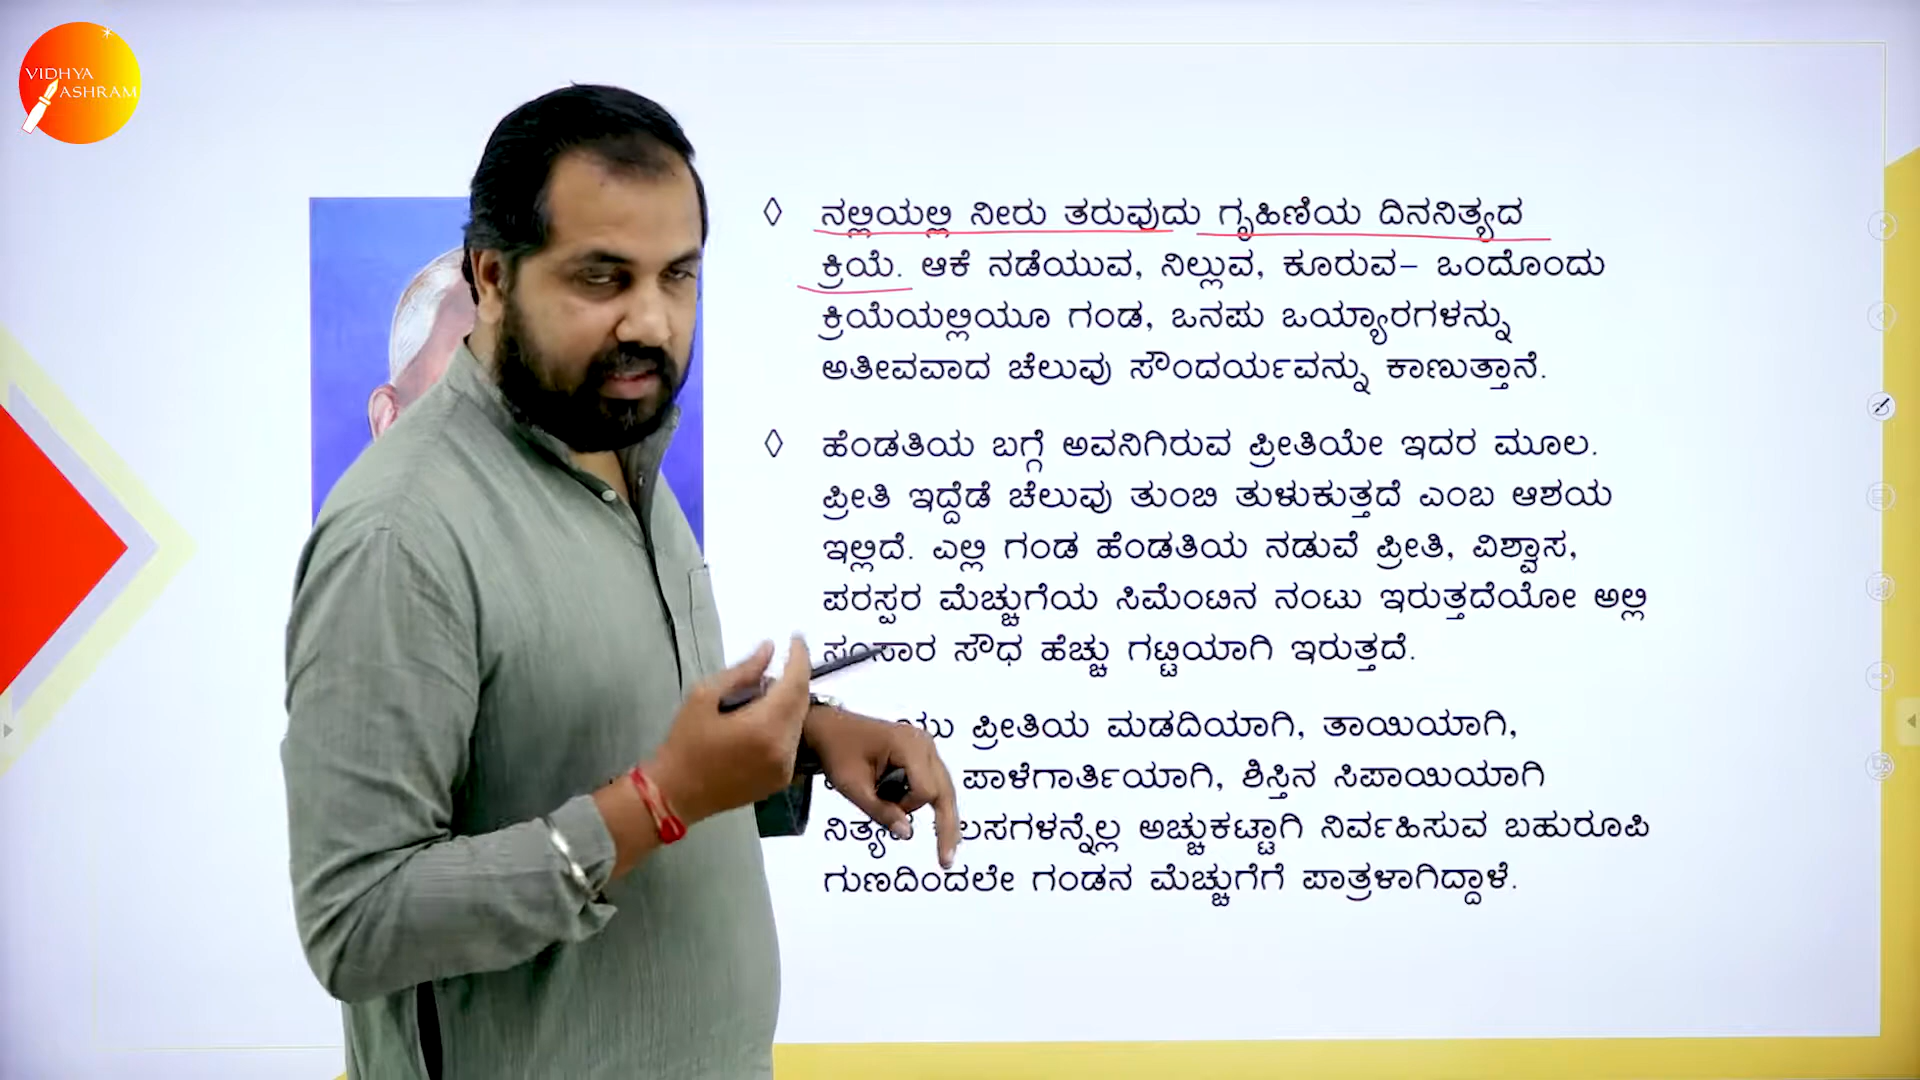 VIDHYA
ASHRAM
ನಲ್ಲಿಯಲ್ಲಿ ನೀರು ತರುವುದು ಗೃಹಿಣಿಯ ದಿನನಿತ್ಯದ
ಕ್ರಿಯೆ. ಆಕೆ ನಡೆಯುವ, ನಿಲ್ಲುವ, ಕೂರುವ– ಒಂದೊಂದು
ಕ್ರಿಯೆಯಲ್ಲಿಯೂ ಗಂಡ, ಒನಪು ಒಯ್ಯಾರಗಳನ್ನು
ಅತೀವವಾದ ಚೆಲುವು ಸೌಂದರ್ಯವನ್ನು ಕಾಣುತ್ತಾನೆ.
ಹೆಂಡತಿಯ ಬಗ್ಗೆ ಅವನಿಗಿರುವ ಪ್ರೀತಿಯೇ ಇದರ ಮೂಲ.
ಪ್ರೀತಿ ಇದ್ದೆಡೆ ಚೆಲುವು ತುಂಬಿ ತುಳುಕುತ್ತದೆ ಎಂಬ ಆಶಯ
ಇಲ್ಲಿದೆ. ಎಲ್ಲಿ ಗಂಡ ಹೆಂಡತಿಯ ನಡುವೆ ಪ್ರೀತಿ, ವಿಶ್ವಾಸ,
ಪರಸ್ಪರ ಮೆಚ್ಚುಗೆಯ ಸಿಮೆಂಟಿನ ನಂಟು ಇರುತ್ತದೆಯೋ ಅಲ್ಲಿ
ಸಂಸಾರ ಸೌಧ ಹೆಚ್ಚು ಗಟ್ಟಿಯಾಗಿ ಇರುತ್ತದೆ.
ಪ್ರೀತಿಯ ಮಡದಿಯಾಗಿ, ತಾಯಿಯಾಗಿ,
ಪಾಳೆಗಾರ್ತಿಯಾಗಿ, ಶಿಸ್ತಿನ ಸಿಪಾಯಿಯಾಗಿ
ನಿತ್ಯದ ಕೆಲಸಗಳನ್ನೆಲ್ಲ ಅಚ್ಚುಕಟ್ಟಾಗಿ ನಿರ್ವಹಿಸುವ ಬಹುರೂಪಿ
ಗುಣದಿಂದಲೇ ಗಂಡನ ಮೆಚ್ಚುಗೆಗೆ ಪಾತ್ರಳಾಗಿದ್ದಾಳೆ.